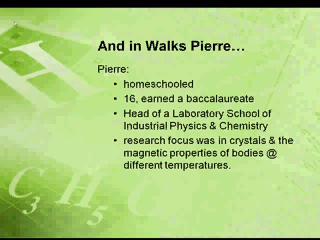 And in Walks Pierre…
Pierre:
• homeschooled
• 16, earned a baccalaureate
• Head of a Laboratory School of
Industrial Physics & Chemistry
• research focus was in crystals & the
magnetic properties of bodies @
different temperatures.
H
C3H5